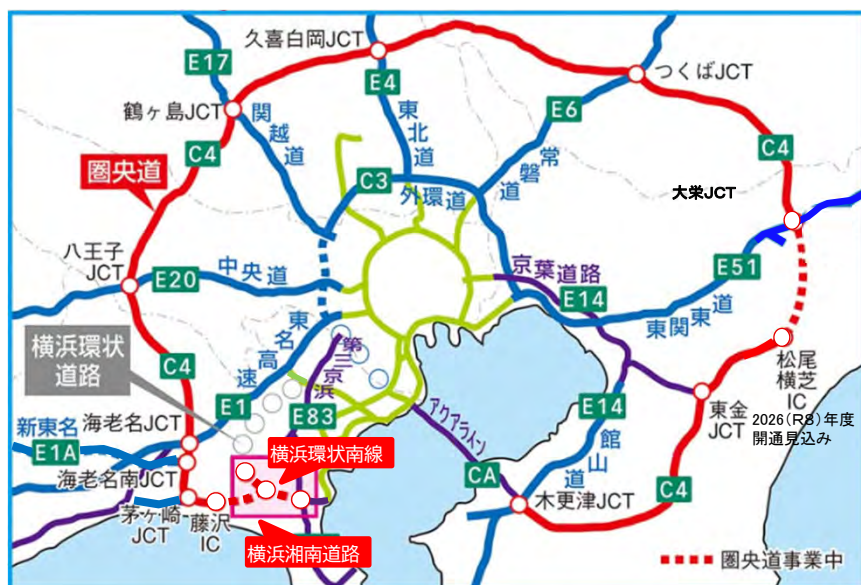 久喜白岡JCT
E17
E4
つくばJCT
鶴ヶ島JCT
関越道
東北道
E6
常磐道
C4
C4
圏央道
C3
外環道
大栄JCT
八王子
JCT
E20
中央道
京葉道路
E14
E51
東関東道
横浜環状
道路
東名高速
第三京浜
C4
松尾
横芝
IC
2026(R8)年度
開通見込み
新東名
E1A
海老名JCT
E1
E83
アクアライン
E14
館山道
東金
JCT
海老名南JCT
横浜環状南線
CA
C4
茅ヶ崎
JCT
藤沢
IC
木更津JCT
横浜湘南道路
圏央道事業中